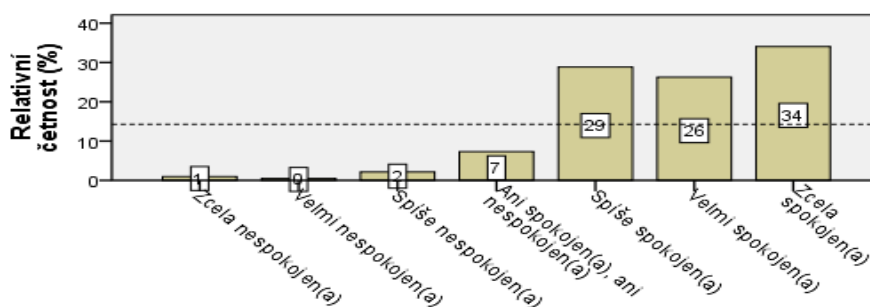 Relativní
četnost (%)
40
30
20
10
0
1
0
2
7
29
26
34
Zcela nespokojen(a)
Velmi nespokojen(a)
Spíše nespokojen(a)
Ani spokojen(a), ani
nespokojen(a)
Spíše spokojen(a)
Velmi spokojen(a)
Zcela
spokojen(a)